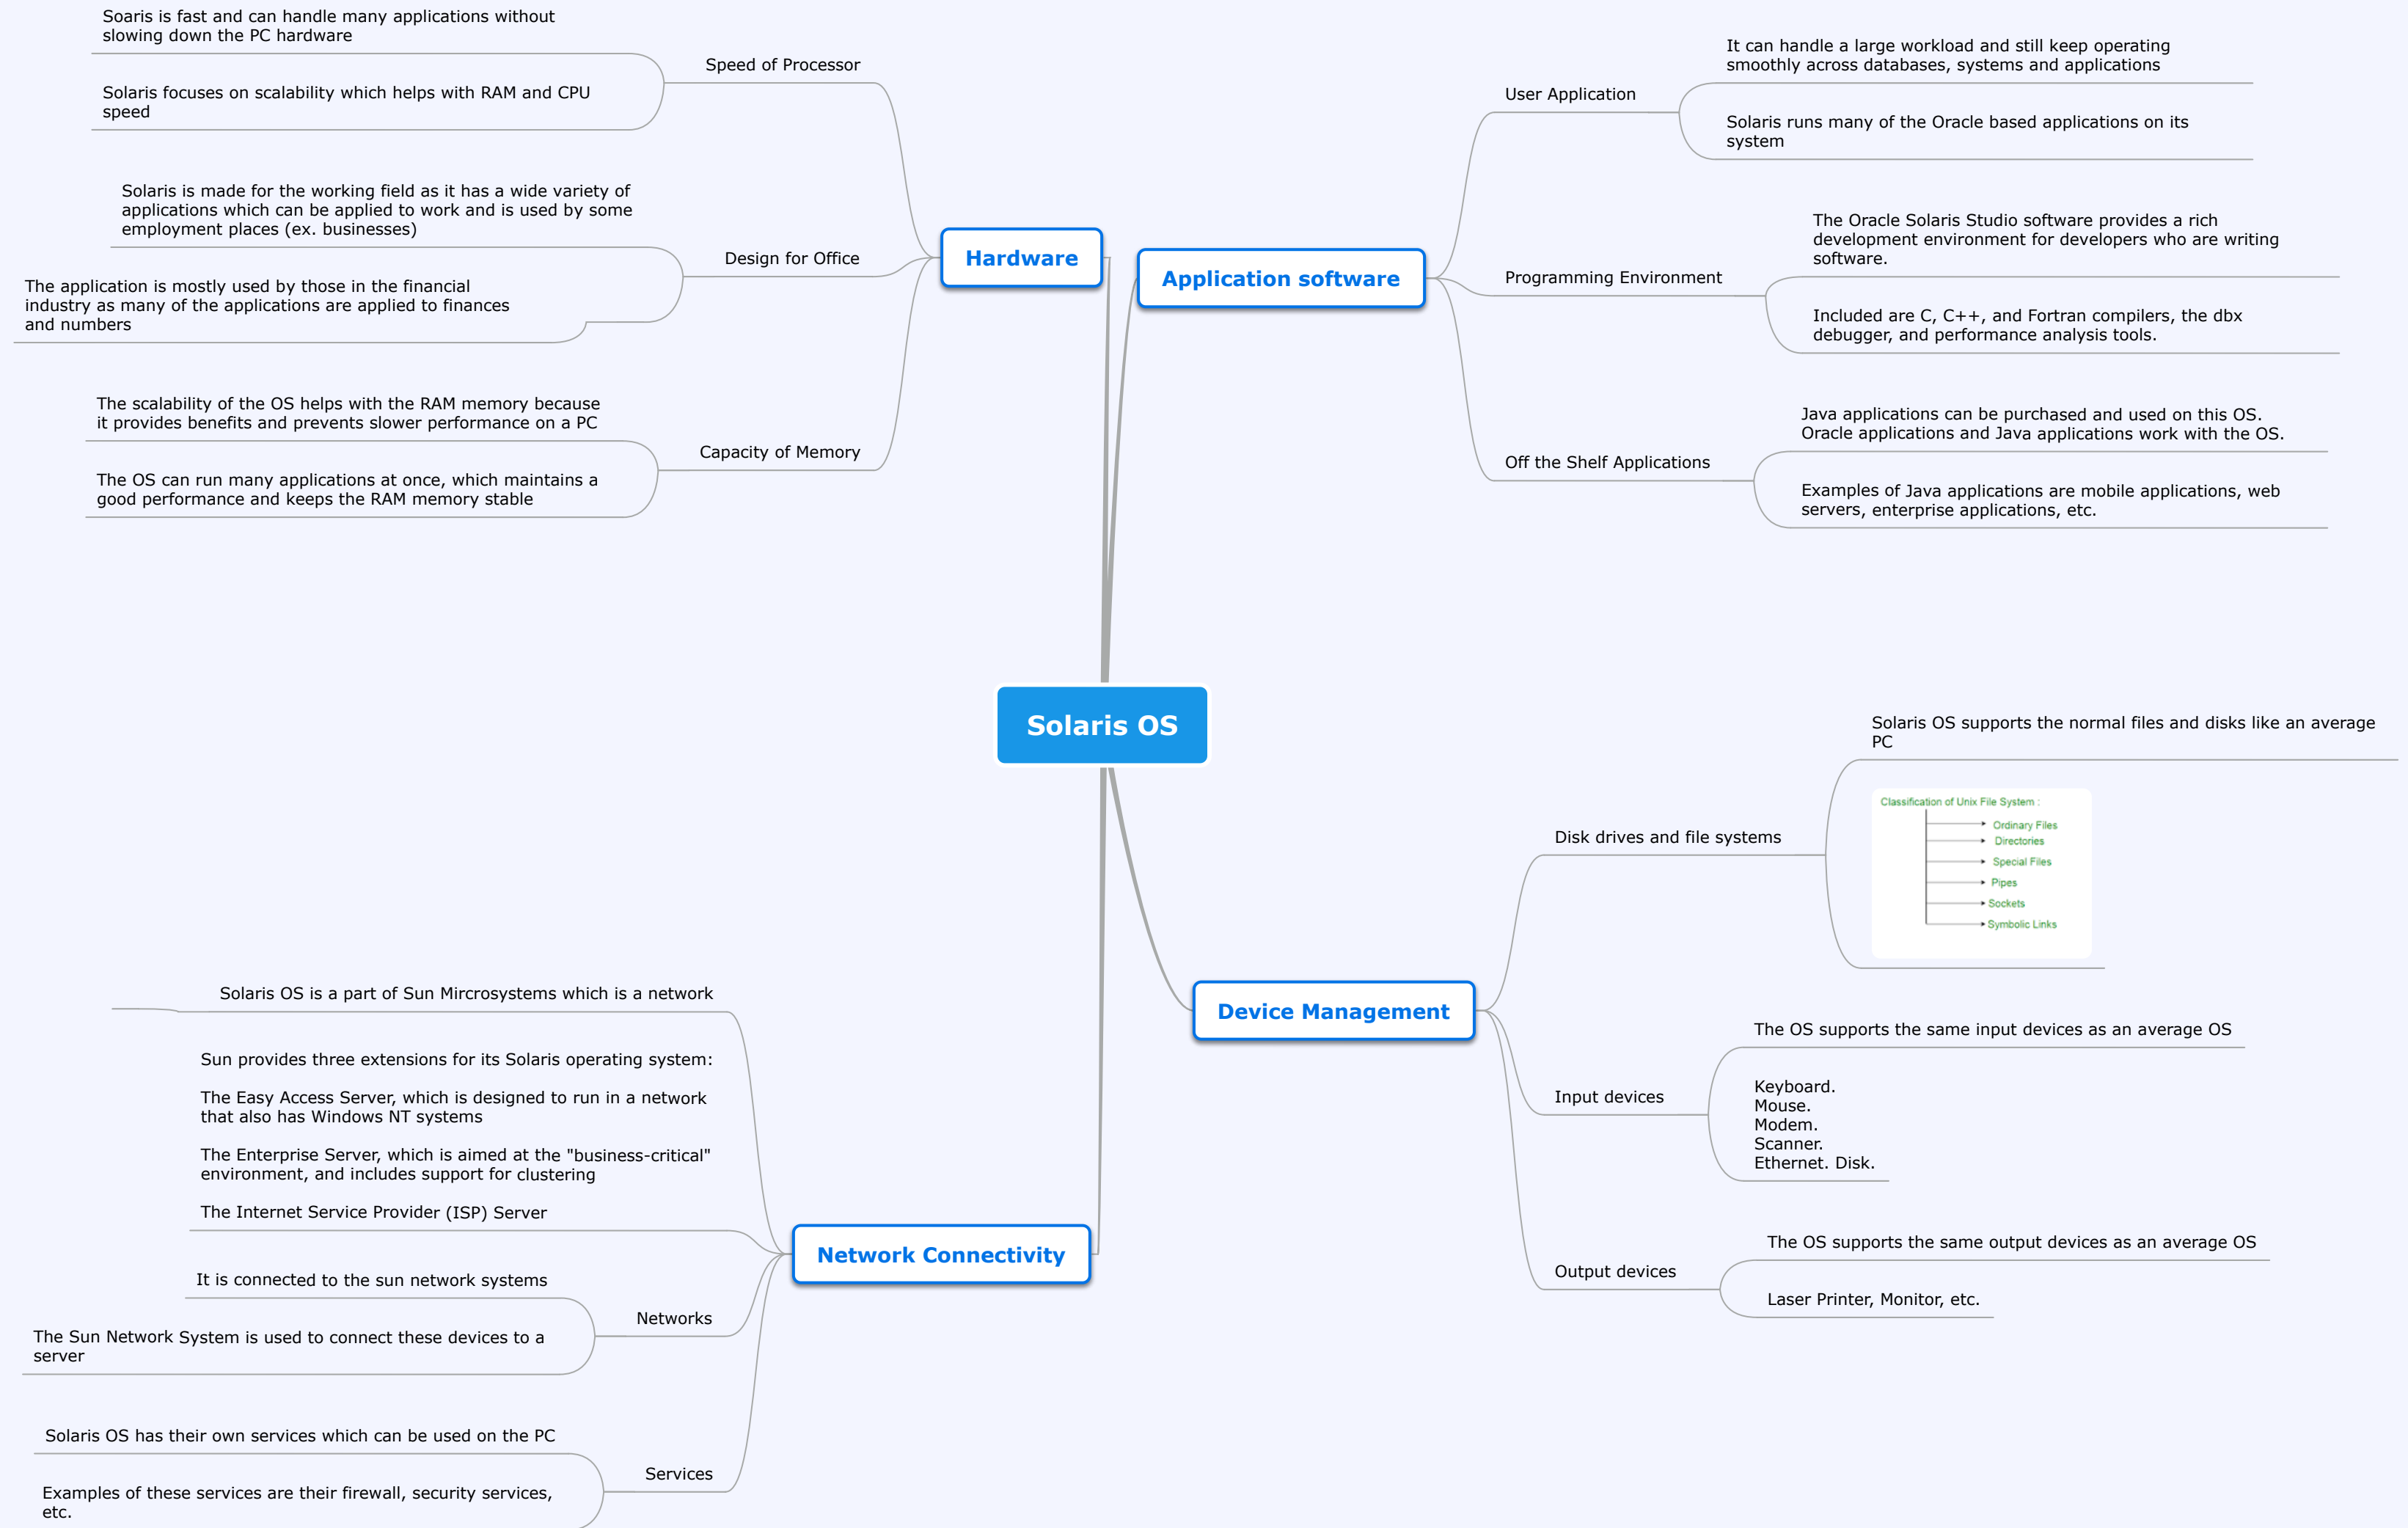 Solaris OS
Hardware
Speed of Processor
Soaris is fast and can handle many applications without
slowing down the PC hardware
Solaris focuses on scalability which helps with RAM and CPU
speed
Design for Office
Solaris is made for the working field as it has a wide variety of
applications which can be applied to work and is used by some
employment places (ex. businesses)
The application is mostly used by those in the financial
industry as many of the applications are applied to finances
and numbers
Capacity of Memory
The scalability of the OS helps with the RAM memory because
it provides benefits and prevents slower performance on a PC
The OS can run many applications at once, which maintains a
good performance and keeps the RAM memory stable
Application software
User Application
It can handle a large workload and still keep operating
smoothly across databases, systems and applications
Solaris runs many of the Oracle based applications on its
system
Programming Environment
The Oracle Solaris Studio software provides a rich
development environment for developers who are writing
software.
Included are C, C++, and Fortran compilers, the dbx
debugger, and performance analysis tools.
Off the Shelf Applications
Java applications can be purchased and used on this OS.
Oracle applications and Java applications work with the OS.
Examples of Java applications are mobile applications, web
servers, enterprise applications, etc.
Device Management
Disk drives and file systems
Solaris OS supports the normal files and disks like an average
PC
Classification of Unix File System :
Ordinary Files
Directories
Special Files
Pipes
Sockets
Symbolic Links
Input devices
The OS supports the same input devices as an average OS
Keyboard.
Mouse.
Modem.
Scanner.
Ethernet. Disk.
Output devices
The OS supports the same output devices as an average OS
Laser Printer, Monitor, etc.
Network Connectivity
Solaris OS is a part of Sun Mircrosystems which is a network
Sun provides three extensions for its Solaris operating system:
The Easy Access Server, which is designed to run in a network
that also has Windows NT systems
The Enterprise Server, which is aimed at the "business-critical"
environment, and includes support for clustering
The Internet Service Provider (ISP) Server
Networks
It is connected to the sun network systems
The Sun Network System is used to connect these devices to a
server
Services
Solaris OS has their own services which can be used on the PC
Examples of these services are their firewall, security services,
etc.